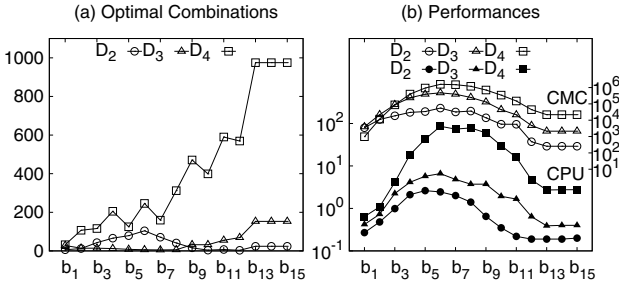 (a) Optimal Combinations
(b) Performances
D2 D3 D4
1000
800
600
400
200
0
b1 b3 b5 b7 b9 b11 b13 b15
D2 D3 D4
D2 D3 D4
CMC
CPU
10^2
10^1
10^0
10^-1
10^6
10^5
10^4
10^3
10^2
10^1
b1 b3 b5 b7 b9 b11 b13 b15